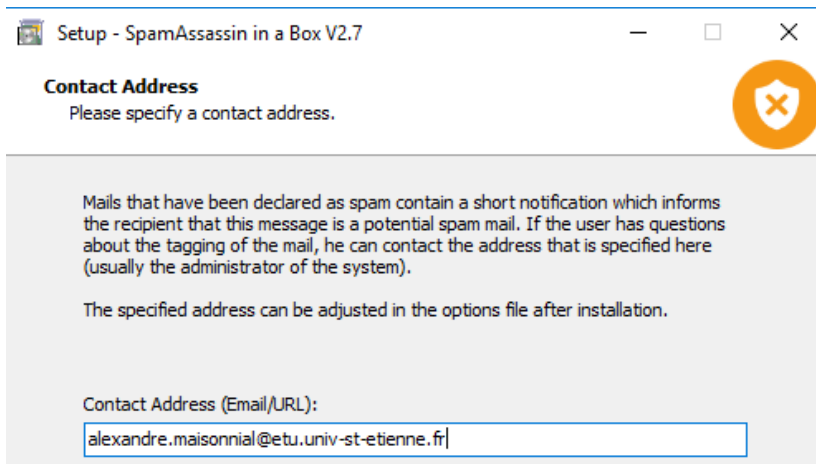 Setup - SpamAssassin in a Box V2.7
Contact Address
Please specify a contact address.
Mails that have been declared as spam contain a short notification which informs
the recipient that this message is a potential spam mail. If the user has questions
about the tagging of the mail, he can contact the address that is specified here
(usually the administrator of the system).
The specified address can be adjusted in the options file after installation.
Contact Address (Email/URL):
alexandre.maisonnial@etu.univ-st-etienne.fr